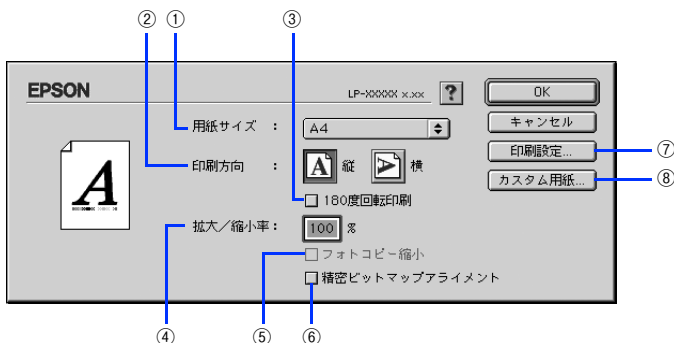 ② ① ③
EPSON LP-XXXXX x.xx ? OK
用紙サイズ : A4 キャンセル
印刷方向 : A 縦 A 横 印刷設定... ⑦
A カスタム用紙... ⑧
180度回転印刷
拡大/縮小率: 100 %
フォトコピー縮小
精密ビットマップアライメント
④ ⑤ ⑥